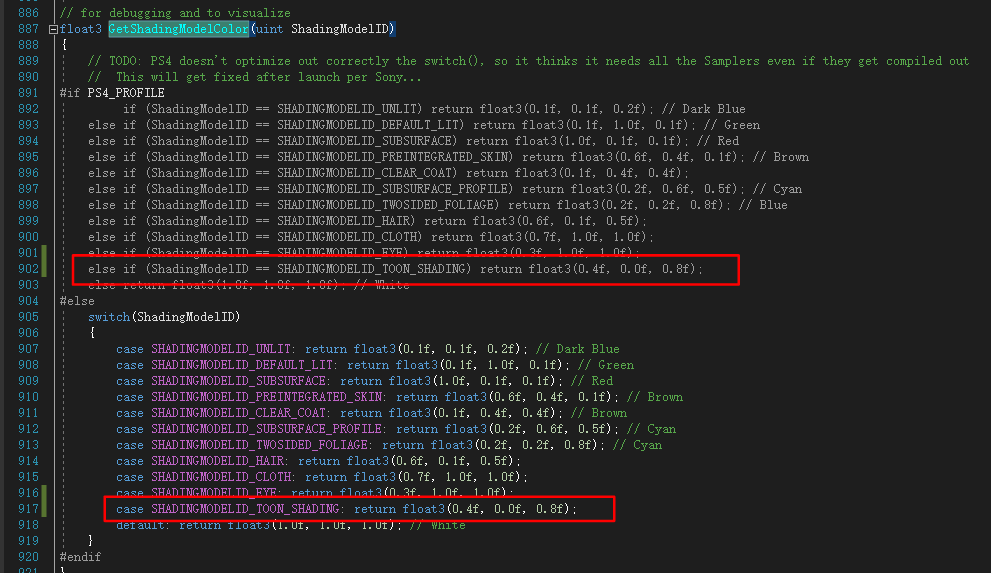 886 // for debugging and to visualize
887 float3 GetShadingModelColor(uint ShadingModelID)
888 {
889 // TODO: PS4 doesn't optimize out correctly the switch(), so it thinks it needs all the Samplers even if they get compiled out
890 //  This will get fixed after launch per Sony...
891 #if PS4_PROFILE
892 if (ShadingModelID == SHADINGMODELID_UNLIT) return float3(0.1f, 0.1f, 0.2f); // Dark Blue
893 else if (ShadingModelID == SHADINGMODELID_DEFAULT_LIT) return float3(0.1f, 1.0f, 0.1f); // Green
894 else if (ShadingModelID == SHADINGMODELID_SUBSURFACE) return float3(1.0f, 0.1f, 0.1f); // Red
895 else if (ShadingModelID == SHADINGMODELID_PREINTEGRATED_SKIN) return float3(0.6f, 0.4f, 0.1f); // Brown
896 else if (ShadingModelID == SHADINGMODELID_CLEAR_COAT) return float3(0.1f, 0.4f, 0.4f);
897 else if (ShadingModelID == SHADINGMODELID_SUBSURFACE_PROFILE) return float3(0.2f, 0.6f, 0.5f); // Cyan
898 else if (ShadingModelID == SHADINGMODELID_TWOSIDED_FOLIAGE) return float3(0.2f, 0.2f, 0.8f); // Blue
899 else if (ShadingModelID == SHADINGMODELID_HAIR) return float3(0.6f, 0.1f, 0.5f);
900 else if (ShadingModelID == SHADINGMODELID_CLOTH) return float3(0.7f, 1.0f, 1.0f);
901 else if (ShadingModelID == SHADINGMODELID_EYE) return float3(0.3f, 1.0f, 1.0f);
902 else if (ShadingModelID == SHADINGMODELID_TOON_SHADING) return float3(0.4f, 0.0f, 0.8f);
903 else return float3(1.0f, 1.0f, 1.0f); // White
904 #else
905 switch(ShadingModelID)
906 {
907 case SHADINGMODELID_UNLIT: return float3(0.1f, 0.1f, 0.2f); // Dark Blue
908 case SHADINGMODELID_DEFAULT_LIT: return float3(0.1f, 1.0f, 0.1f); // Green
909 case SHADINGMODELID_SUBSURFACE: return float3(1.0f, 0.1f, 0.1f); // Red
910 case SHADINGMODELID_PREINTEGRATED_SKIN: return float3(0.6f, 0.4f, 0.1f); // Brown
911 case SHADINGMODELID_CLEAR_COAT: return float3(0.1f, 0.4f, 0.4f); // Brown
912 case SHADINGMODELID_SUBSURFACE_PROFILE: return float3(0.2f, 0.6f, 0.5f); // Cyan
913 case SHADINGMODELID_TWOSIDED_FOLIAGE: return float3(0.2f, 0.2f, 0.8f); // Cyan
914 case SHADINGMODELID_HAIR: return float3(0.6f, 0.1f, 0.5f);
915 case SHADINGMODELID_CLOTH: return float3(0.7f, 1.0f, 1.0f);
916 case SHADINGMODELID_EYE: return float3(0.3f, 1.0f, 1.0f);
917 case SHADINGMODELID_TOON_SHADING: return float3(0.4f, 0.0f, 0.8f);
918 default: return float3(1.0f, 1.0f, 1.0f); // White
919 }
920 #endif
921 }